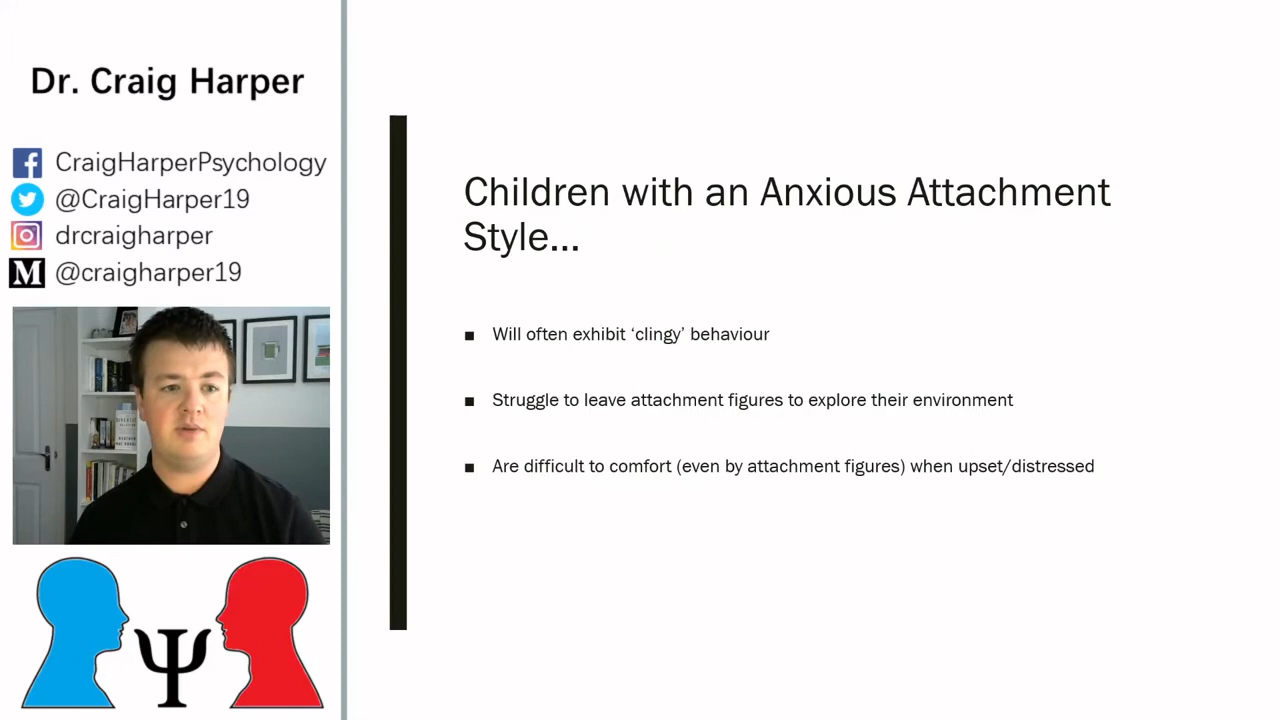 Dr. Craig Harper
CraigHarperPsychology
@CraigHarper19
drcraigharper
M @craigharper19
Ψ
Children with an Anxious Attachment
Style...
▪ Will often exhibit ‘clingy’ behaviour
▪ Struggle to leave attachment figures to explore their environment
▪ Are difficult to comfort (even by attachment figures) when upset/distressed